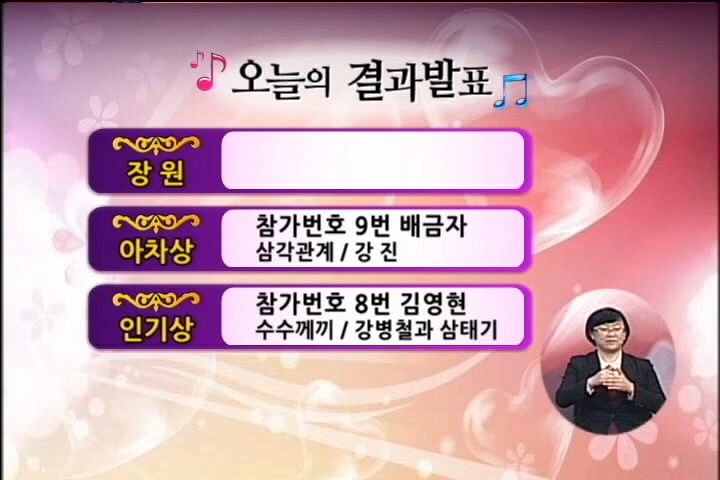 오늘의 결과발표
장 원
아차상
참가번호 9번 배금자
삼각관계 / 강 진
인기상
참가번호 8번 김영현
수수께끼 / 강병철과 삼태기